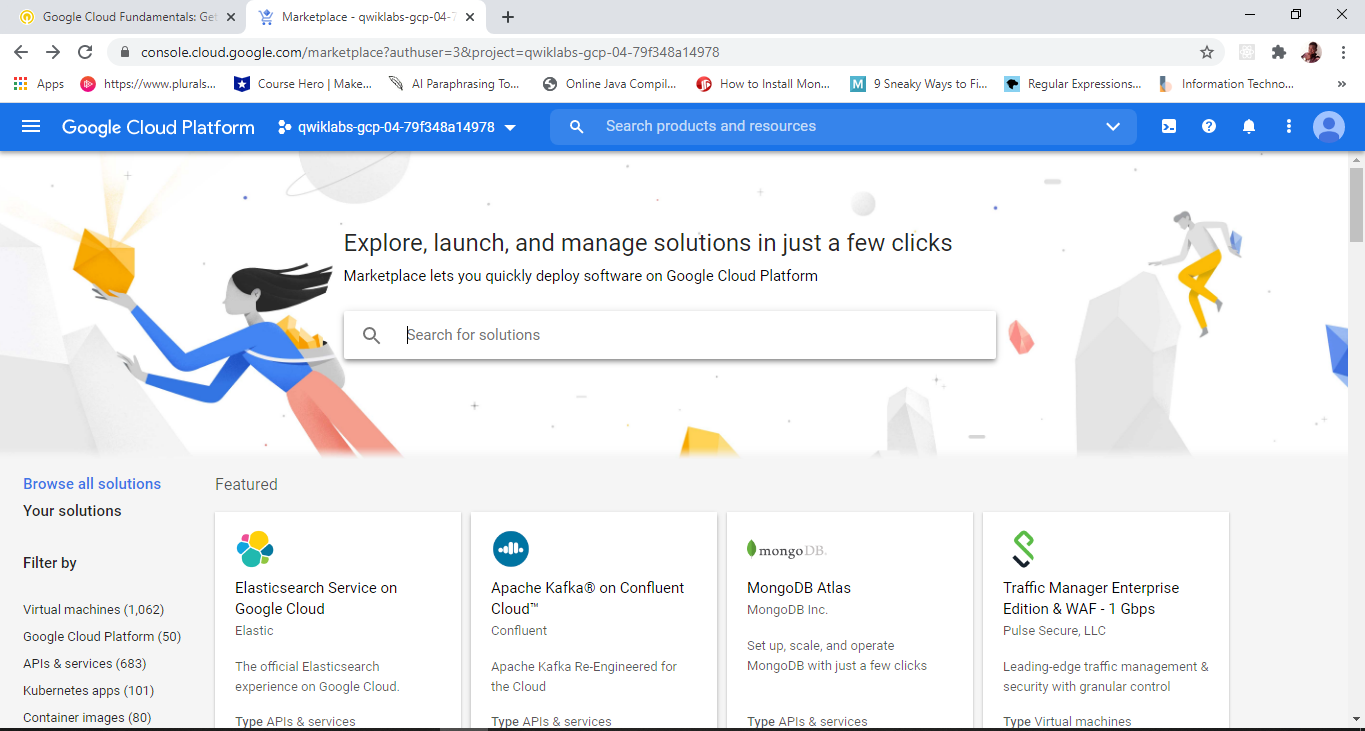 Google Cloud Fundamentals: Get
Marketplace - qwiklabs-gcp-04-7
console.cloud.google.com/marketplace?authuser=3&project=qwiklabs-gcp-04-79f348a14978
Apps
https://www.plurals...
Course Hero | Make...
AI Paraphrasing To...
Online Java Compil...
How to Install Mon...
M
9 Sneaky Ways to Fi...
Regular Expressions...
Information Techno...
Google Cloud Platform
qwiklabs-gcp-04-79f348a14978
Search products and resources
Explore, launch, and manage solutions in just a few clicks
Marketplace lets you quickly deploy software on Google Cloud Platform
Search for solutions
Browse all solutions
Your solutions
Filter by
Virtual machines (1,062)
Google Cloud Platform (50)
APIs & services (683)
Kubernetes apps (101)
Container images (80)
Featured
Elasticsearch Service on
Google Cloud
Elastic
The official Elasticsearch
experience on Google Cloud.
Type APIs & services
Apache Kafka® on Confluent
Cloud™
Confluent
Apache Kafka Re-Engineered for
the Cloud
Type APIs & services
mongoDB.
MongoDB Atlas
MongoDB Inc.
Set up, scale, and operate
MongoDB with just a few clicks
Type APIs & services
Traffic Manager Enterprise
Edition & WAF - 1 Gbps
Pulse Secure, LLC
Leading-edge traffic management &
security with granular control
Type Virtual machines